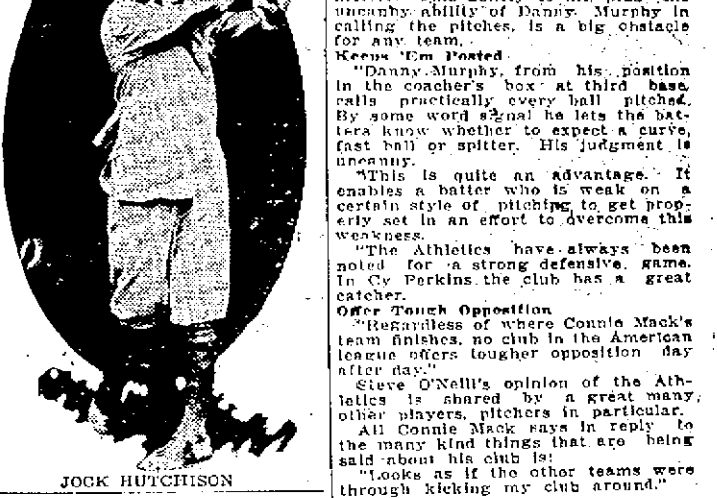 uncanny ability of Danny Murphy in
calling the pitches, is a big obstacle
for any team.
Keeps 'Em Posted
"Danny Murphy, from his position
in the coacher's box at third base,
calls practically every ball pitched.
By some word signal he lets the bat-
ters know whether to expect a curve,
fast ball or spitter. His judgment is
uncanny.
"This is quite an advantage. It
enables a batter who is weak on a
certain style of pitching to get prop-
erly set in an effort to overcome this
weakness.
"The Athletics have always been
noted for a strong defensive game.
In Cy Perkins the club has a great
catcher.
Offer Tough Opposition
"Regardless of where Connie Mack's
team finishes, no club in the American
league offers tougher opposition day
after day."
Steve O'Neill's opinion of the Ath-
letics is shared by a great many
other players, pitchers in particular.
All Connie Mack says in reply to
the many kind things that are being
said about his club is:
"Looks as if the other teams were
through kicking my club around."
JOCK HUTCHISON